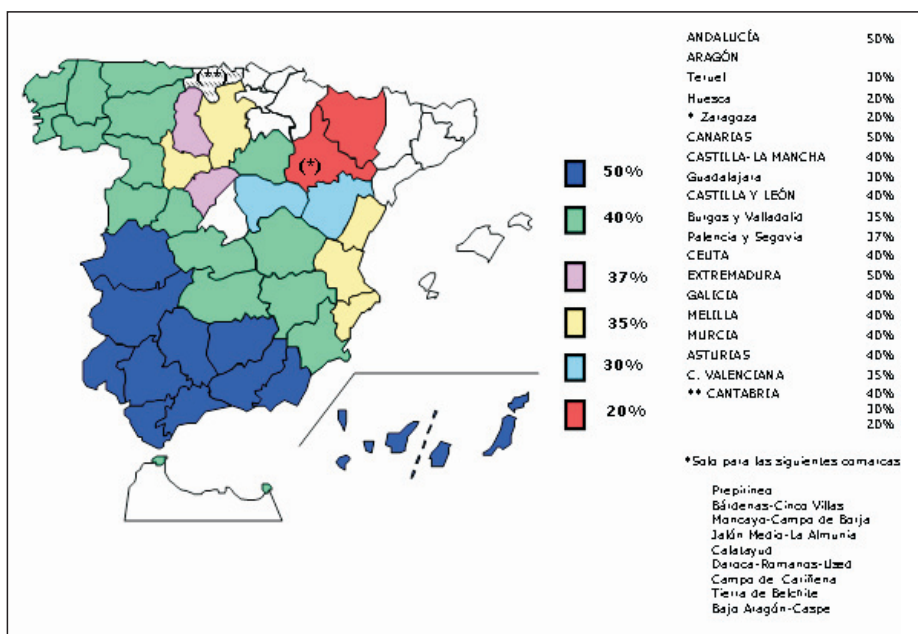 (**)
(*)
50%
40%
37%
35%
30%
20%
ANDALUCÍA 50%
ARAGÓN
Teruel 30%
Huesca 20%
* Zaragoza 20%
CANARIAS 50%
CASTILLA-LA MANCHA 40%
Guadalajara 30%
CASTILLA Y LEÓN 40%
Burgos y Valladolid 35%
Palencia y Segovia 37%
CEUTA 40%
EXTREMADURA 50%
GALICIA 40%
MELILLA 40%
MURCIA 40%
ASTURIAS 40%
C. VALENCIANA 35%
** CANTABRIA 40%
30%
20%
*Solo para las siguientes comarcas
Prepirineo
Bárdenas-Cinco Villas
Moncayo-Campo de Borja
Jalón Medio-La Almunia
Calatayud
Daroca-Romanos-Used
Campo de Cariñena
Tierra de Belchite
Bajo Aragón-Caspe